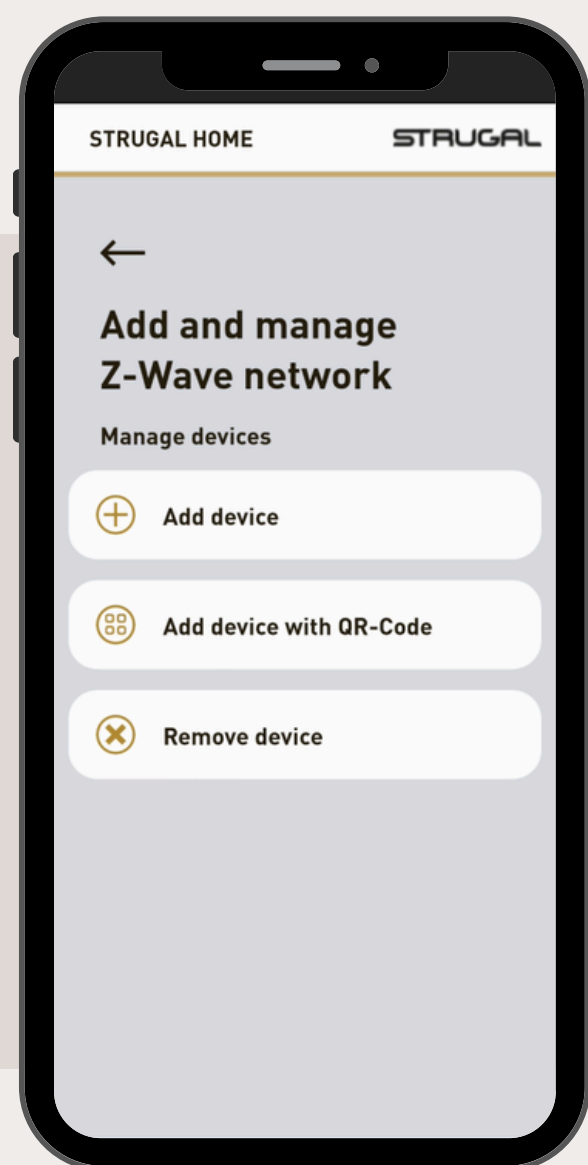 STRUGAL HOME
STRUGAL
Add and manage
Z-Wave network
Manage devices
Add device
Add device with QR-Code
Remove device